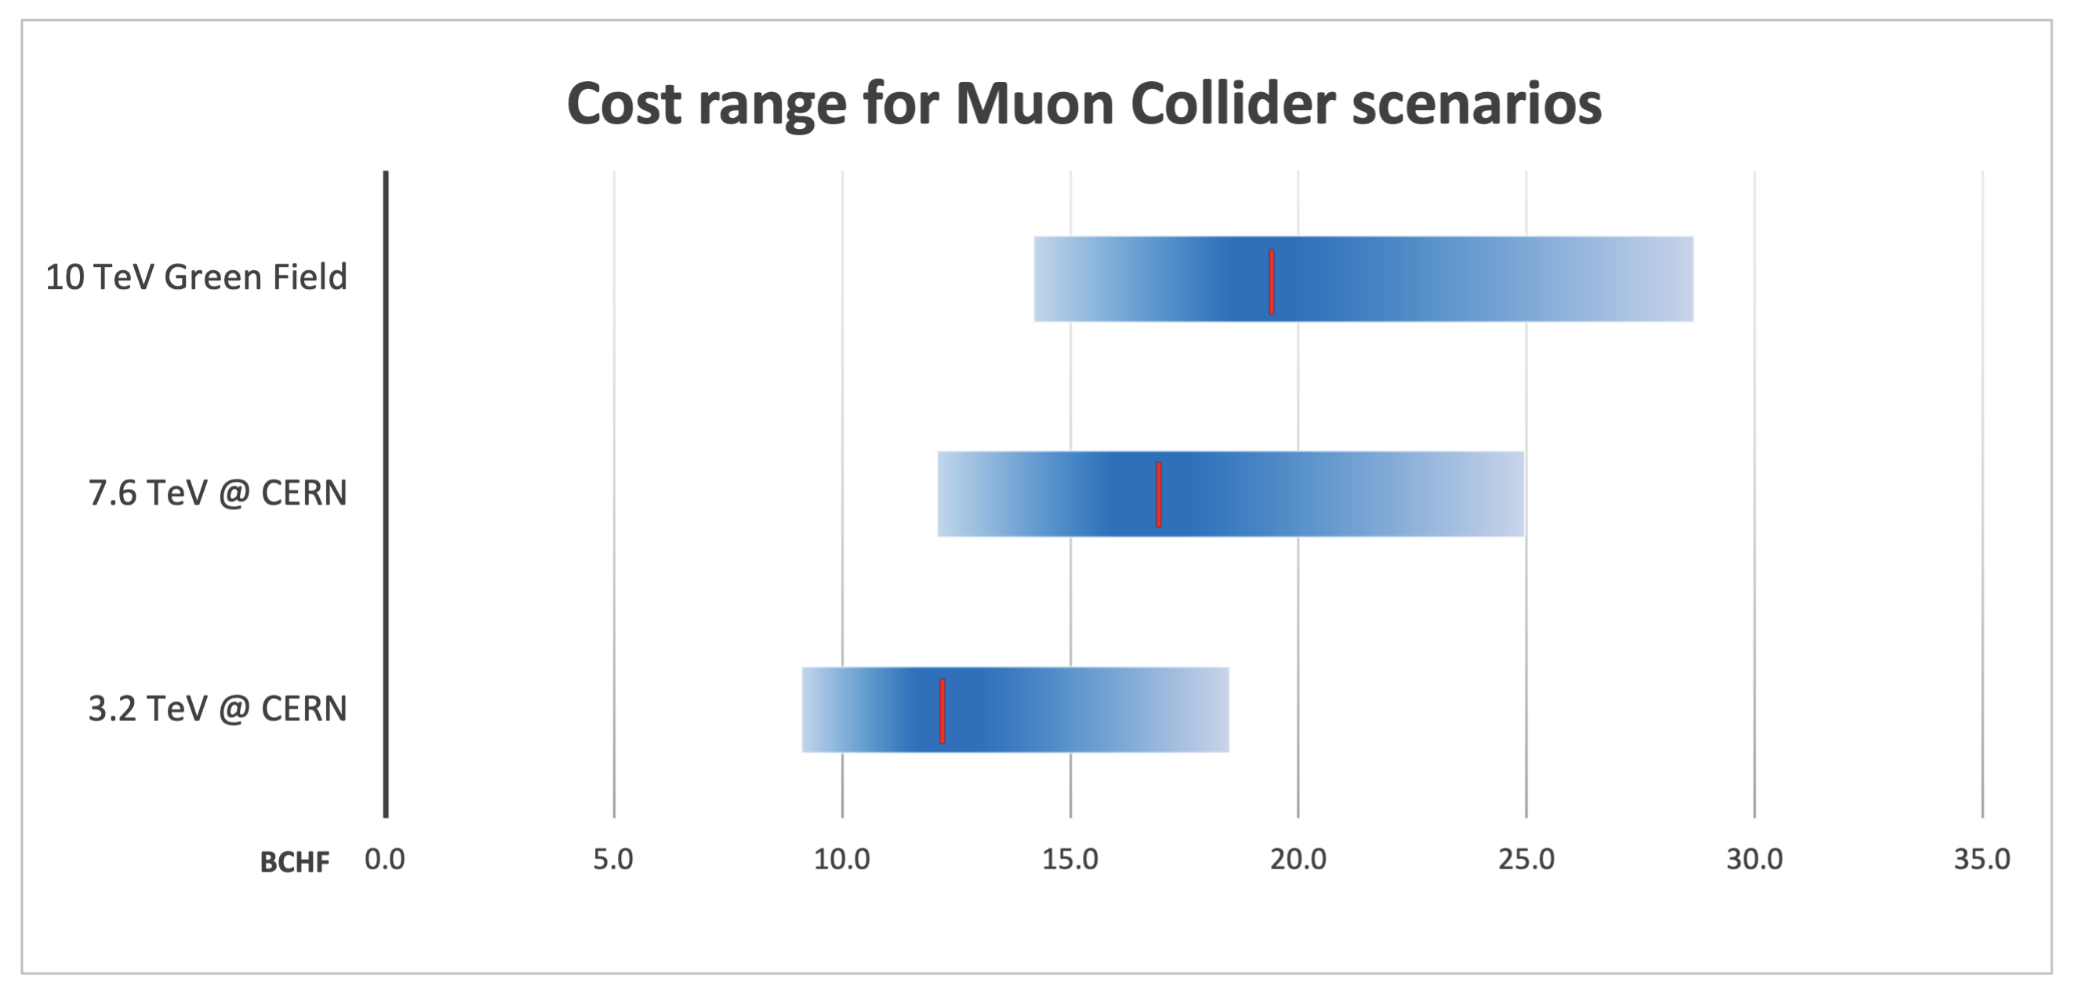 Cost range for Muon Collider scenarios
10 TeV Green Field
7.6 TeV @ CERN
3.2 TeV @ CERN
BCHF 0.0 5.0 10.0 15.0 20.0 25.0 30.0 35.0